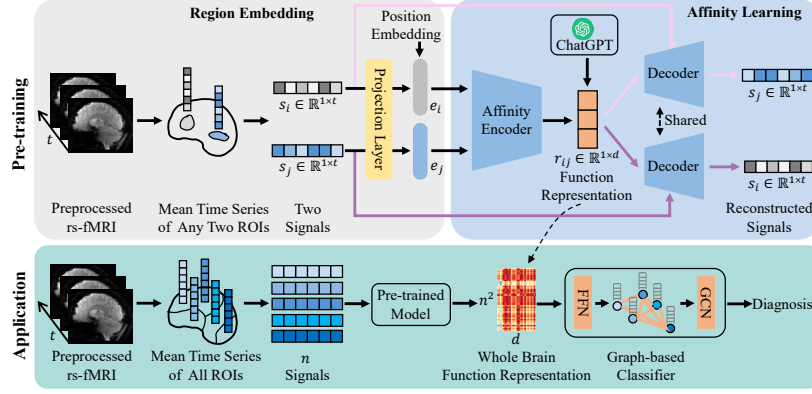 Region Embedding
Affinity Learning
Pre-training
Position
Embedding
ChatGPT
Projection Layer
Affinity
Encoder
Decoder
Decoder
Shared
t
s_i ∈ ℝ^{1×t}
s_j ∈ ℝ^{1×t}
e_i
e_j
r_{ij} ∈ ℝ^{1×d}
Function
Representation
s_j ∈ ℝ^{1×t}
s_i ∈ ℝ^{1×t}
Preprocessed
rs-fMRI
Mean Time Series
of Any Two ROIs
Two
Signals
Reconstructed
Signals
Application
t
Preprocessed
rs-fMRI
Mean Time Series
of All ROIs
n
Signals
Pre-trained
Model
n²
d
Whole Brain
Function Representation
FFN
GCN
Graph-based
Classifier
Diagnosis